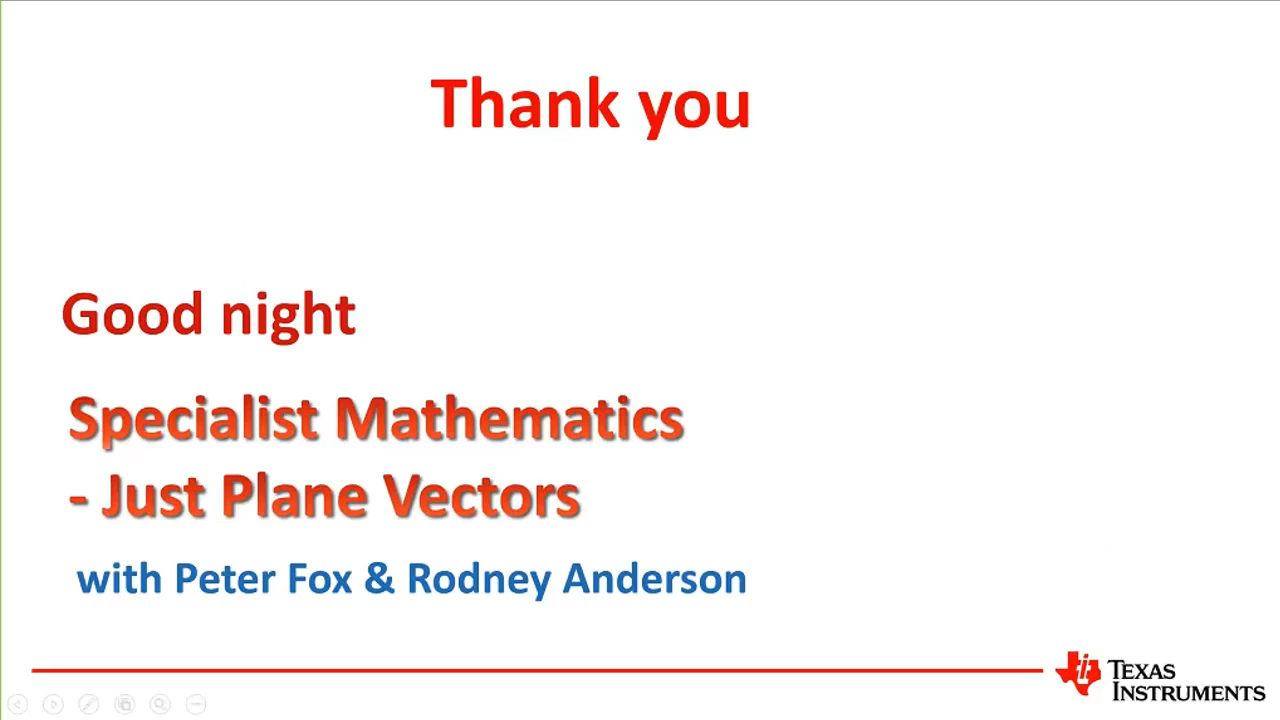 Thank you
Good night
Specialist Mathematics
- Just Plane Vectors
with Peter Fox & Rodney Anderson
TEXAS
INSTRUMENTS